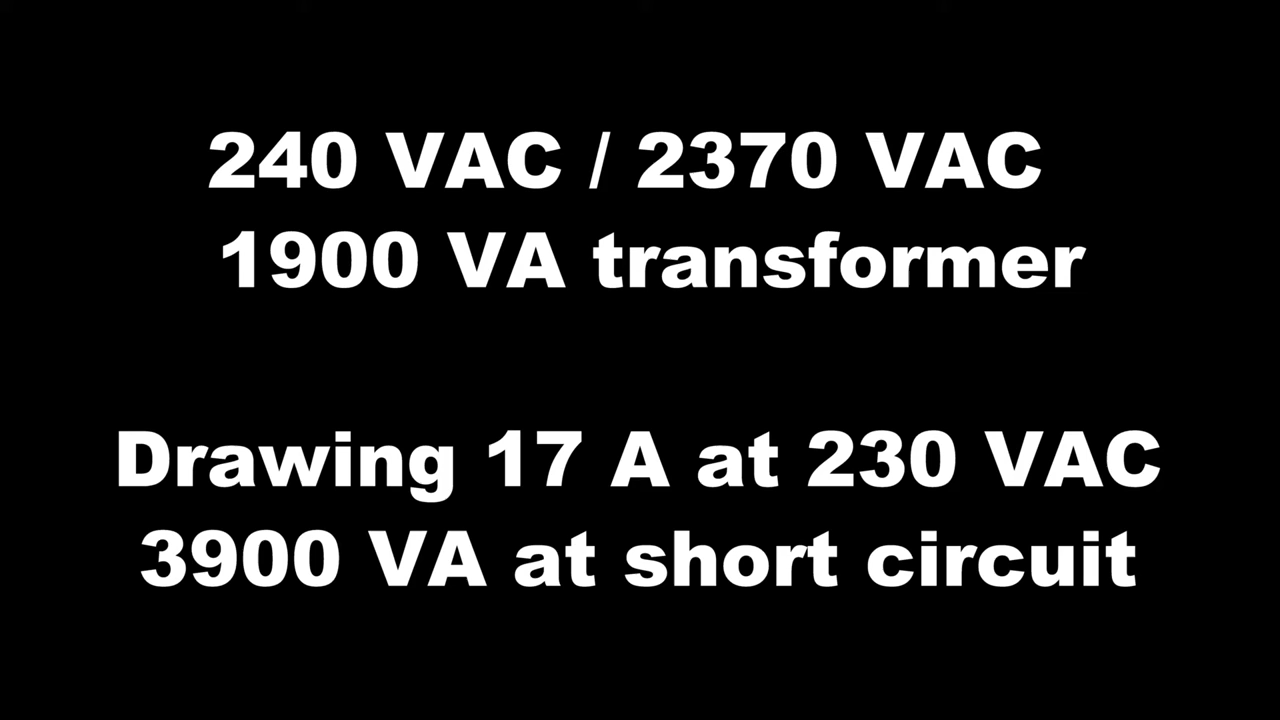 240 VAC / 2370 VAC
1900 VA transformer
Drawing 17 A at 230 VAC
3900 VA at short circuit